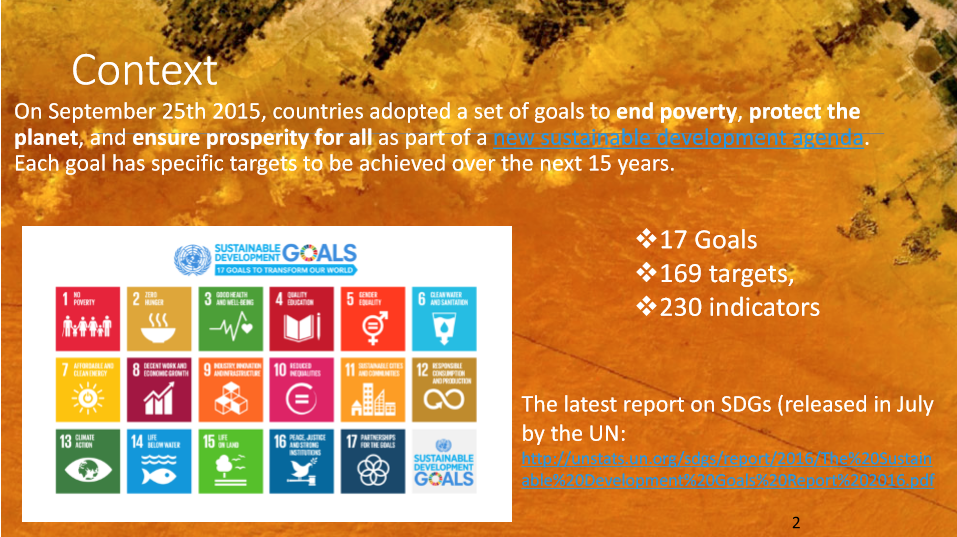 Context
On September 25th 2015, countries adopted a set of goals to end poverty, protect the
planet, and ensure prosperity for all as part of a new sustainable development agenda.
Each goal has specific targets to be achieved over the next 15 years.
❖17 Goals
❖169 targets,
❖230 indicators
SUSTAINABLE
DEVELOPMENT GOALS
17 GOALS TO TRANSFORM OUR WORLD
1 NO
POVERTY
2 ZERO
HUNGER
3 GOOD HEALTH
AND WELL-BEING
4 QUALITY
EDUCATION
5 GENDER
EQUALITY
6 CLEAN WATER
AND SANITATION
7 AFFORDABLE AND
CLEAN ENERGY
8 DECENT WORK AND
ECONOMIC GROWTH
9 INDUSTRY, INNOVATION
AND INFRASTRUCTURE
10 REDUCED
INEQUALITIES
11 SUSTAINABLE CITIES
AND COMMUNITIES
12 RESPONSIBLE
CONSUMPTION
AND PRODUCTION
13 CLIMATE
ACTION
14 LIFE
BELOW WATER
15 LIFE
ON LAND
16 PEACE, JUSTICE
AND STRONG
INSTITUTIONS
17 PARTNERSHIPS
FOR THE GOALS
SUSTAINABLE
DEVELOPMENT
GOALS
The latest report on SDGs (released in July
by the UN:
http://unstats.un.org/sdgs/report/2016/The%20Sustain
able%20Development%20Goals%20Report%202016.pdf
2